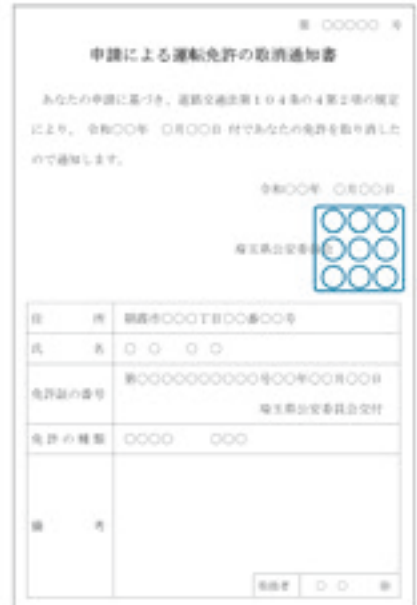 第 ○○○○○ 号
申請による運転免許の取消通知書
あなたの申請に基づき、道路交通法第104条の4第2項の規定
により、 令和○○年 ○月○○日 付であなたの免許を取り消した
ので通知します。
令和○○年 ○月○○日
埼玉県公安委員会
住 所 朝霞市○○○丁目○○番○○号
氏 名 ○ ○ ○ ○
免許証の番号 第○○○○○○○○○○○号○○年○○月○○日
埼玉県公安委員会交付
免許の種類 ○○○○ ○○○
備 考